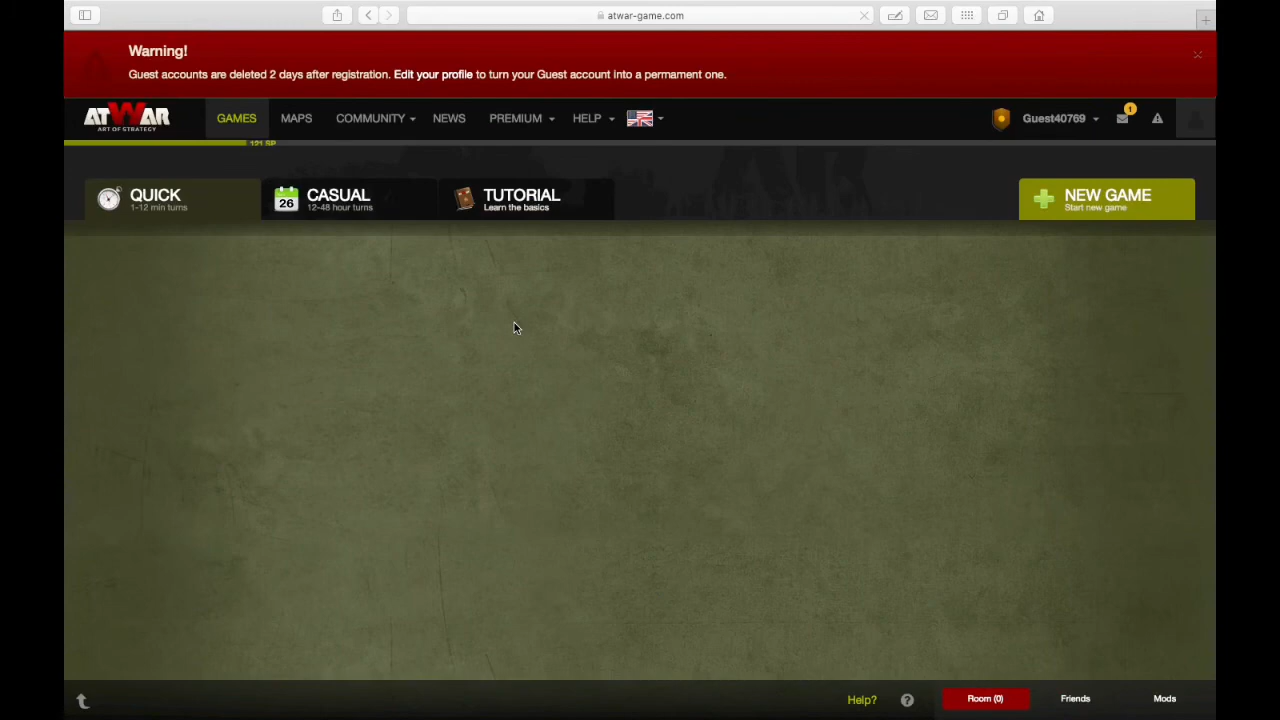 atwar-game.com
Warning!
Guest accounts are deleted 2 days after registration. Edit your profile to turn your Guest account into a permament one.
ATWAR
ART OF STRATEGY
GAMES MAPS COMMUNITY NEWS PREMIUM HELP
Guest40769
1
121 SP
QUICK
1-12 min turns
26
CASUAL
12-48 hour turns
TUTORIAL
Learn the basics
NEW GAME
Start new game
Help? ? Room (0) Friends Mods